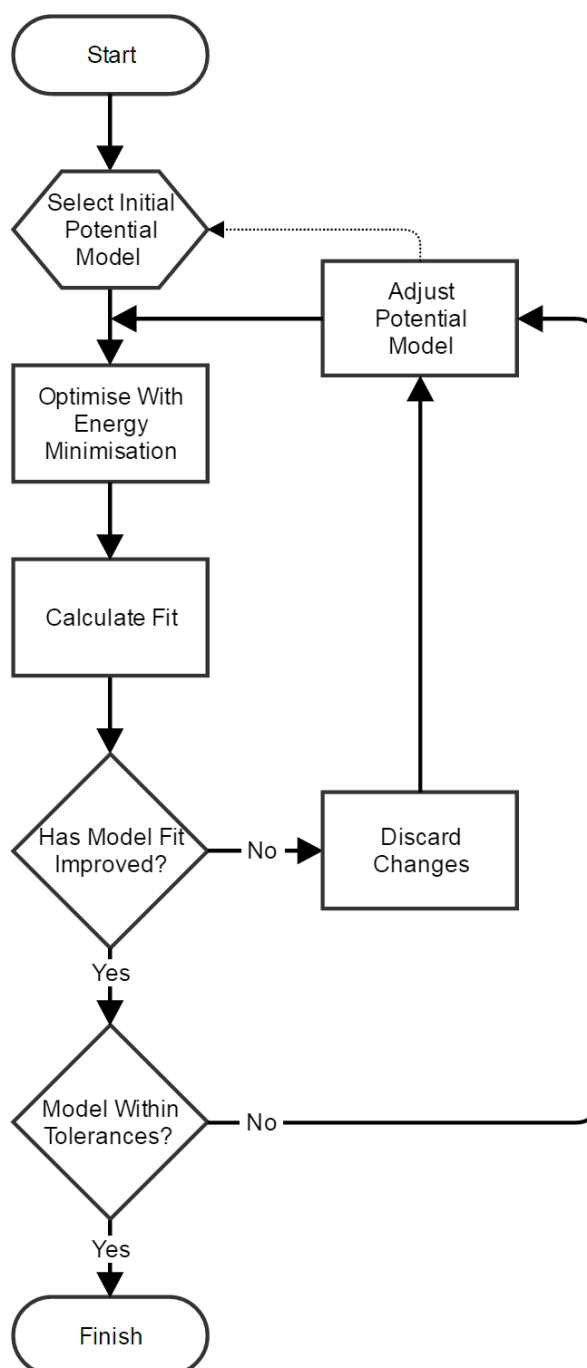 Start
Select Initial
Potential
Model
Adjust
Potential
Model
Optimise With
Energy
Minimisation
Calculate Fit
Has Model Fit
Improved?
No
Discard
Changes
Yes
Model Within
Tolerances?
No
Yes
Finish